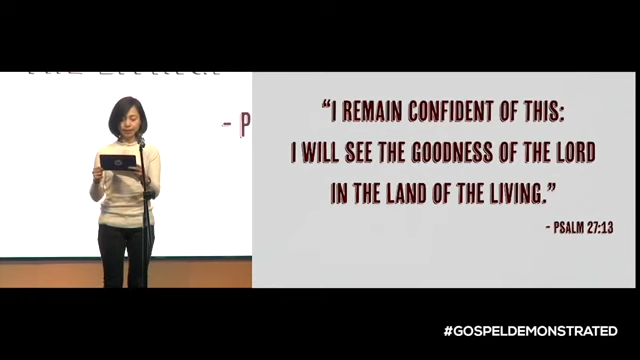 - P
“I REMAIN CONFIDENT OF THIS:
I WILL SEE THE GOODNESS OF THE LORD
IN THE LAND OF THE LIVING.”
- PSALM 27:13
#GOSPELDEMONSTRATED